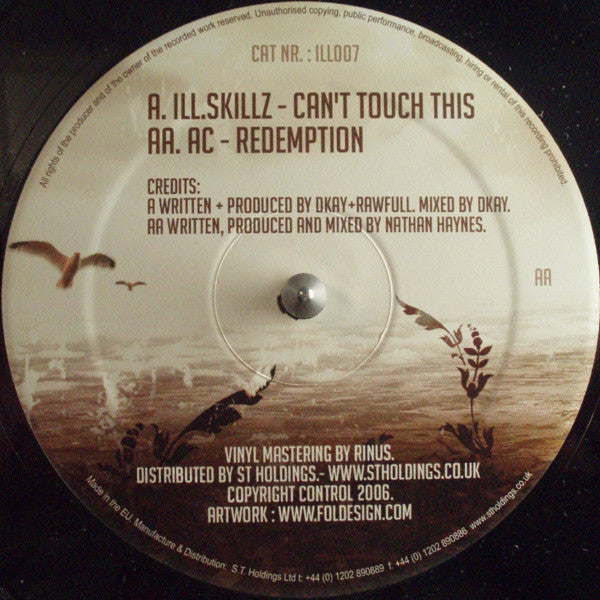 All rights of the producer and of the owner of the recorded work reserved. Unauthorised copying, public performance, broadcasting, hiring or rental of this recording prohibited.
CAT NR. : ILL007
A. ILL.SKILLZ - CAN'T TOUCH THIS
AA. AC - REDEMPTION
CREDITS:
A WRITTEN + PRODUCED BY DKAY+RAWFULL. MIXED BY DKAY.
AA WRITTEN, PRODUCED AND MIXED BY NATHAN HAYNES.
AA
VINYL MASTERING BY RINUS.
DISTRIBUTED BY ST HOLDINGS.- WWW.STHOLDINGS.CO.UK
COPYRIGHT CONTROL 2006.
ARTWORK : WWW.FOLDESIGN.COM
Made in the EU Manufacture & Distribution: S.T. Holdings Ltd t: +44 (0) 1202 890889 f: +44 (0) 1202 890886 www.stholdings.co.uk